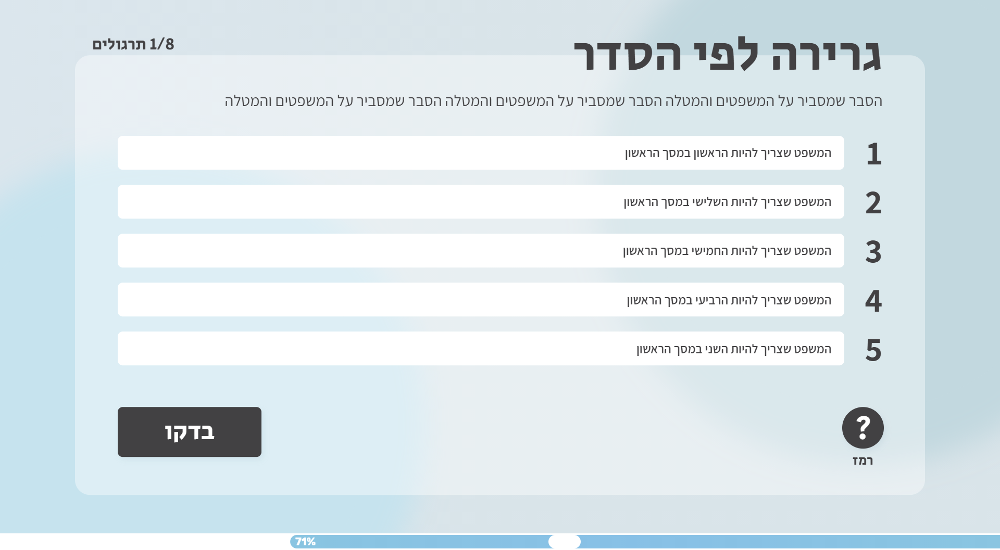 גרירה לפי הסדר
1/8 תרגולים
הסבר שמסביר על המשפטים והמטלה הסבר שמסביר על המשפטים והמטלה הסבר שמסביר על המשפטים והמטלה
1 המשפט שצריך להיות הראשון במסך הראשון
2 המשפט שצריך להיות השלישי במסך הראשון
3 המשפט שצריך להיות החמישי במסך הראשון
4 המשפט שצריך להיות הרביעי במסך הראשון
5 המשפט שצריך להיות השני במסך הראשון
?
רמז
בדקו
71%